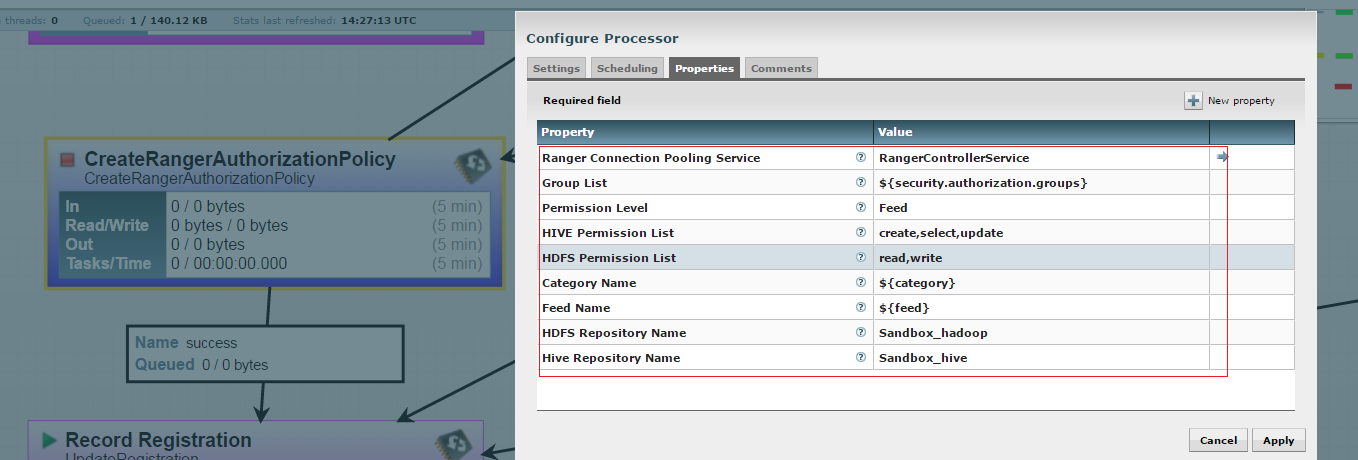 threads: 0 Queued: 1 / 140.12 KB Stats last refreshed: 14:27:13 UTC
CreateRangerAuthorizationPolicy
CreateRangerAuthorizationPolicy
In 0 / 0 bytes (5 min)
Read/Write 0 bytes / 0 bytes (5 min)
Out 0 / 0 bytes (5 min)
Tasks/Time 0 / 00:00:00.000 (5 min)
Name success
Queued 0 / 0 bytes
Record Registration
UpdateRegistration
Configure Processor
Settings Scheduling Properties Comments
Required field New property
Property Value
Ranger Connection Pooling Service RangerControllerService
Group List ${security.authorization.groups}
Permission Level Feed
HIVE Permission List create,select,update
HDFS Permission List read,write
Category Name ${category}
Feed Name ${feed}
HDFS Repository Name Sandbox_hadoop
Hive Repository Name Sandbox_hive
Cancel Apply